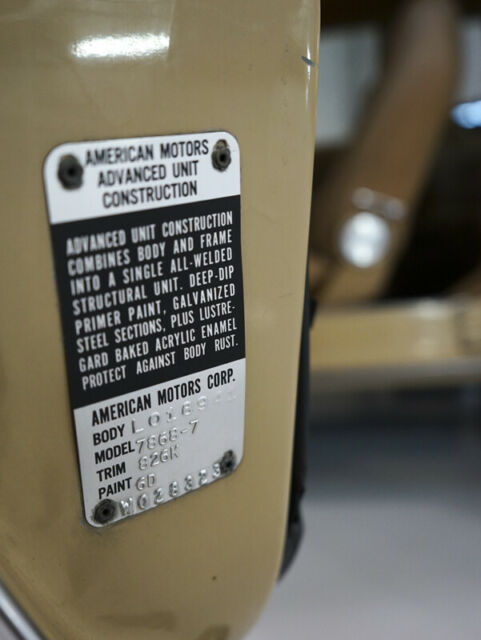 AMERICAN MOTORS
ADVANCED UNIT
CONSTRUCTION
ADVANCED UNIT CONSTRUCTION
COMBINES BODY AND FRAME
INTO A SINGLE ALL-WELDED
STRUCTURAL UNIT. DEEP-DIP
PRIMER PAINT, GALVANIZED
STEEL SECTIONS, PLUS LUSTRE-
GARD BAKED ACRYLIC ENAMEL
PROTECT AGAINST BODY RUST.
AMERICAN MOTORS CORP.
BODY
MODEL 7868-7
TRIM 826K
PAINT 6D